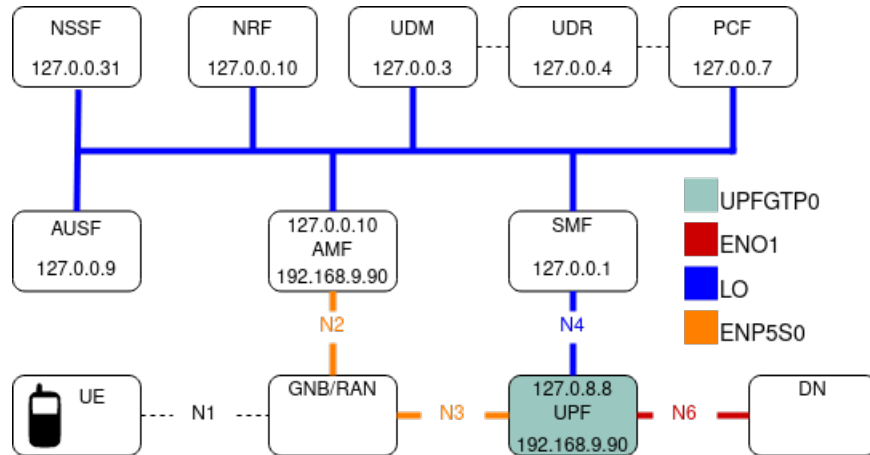 NSSF
127.0.0.31
NRF
127.0.0.10
UDM
127.0.0.3
UDR
127.0.0.4
PCF
127.0.0.7
AUSF
127.0.0.9
127.0.0.10
AMF
192.168.9.90
SMF
127.0.0.1
UPFGTP0
ENO1
LO
ENP5S0
N2
N4
UE
N1
GNB/RAN
N3
127.0.8.8
UPF
192.168.9.90
N6
DN